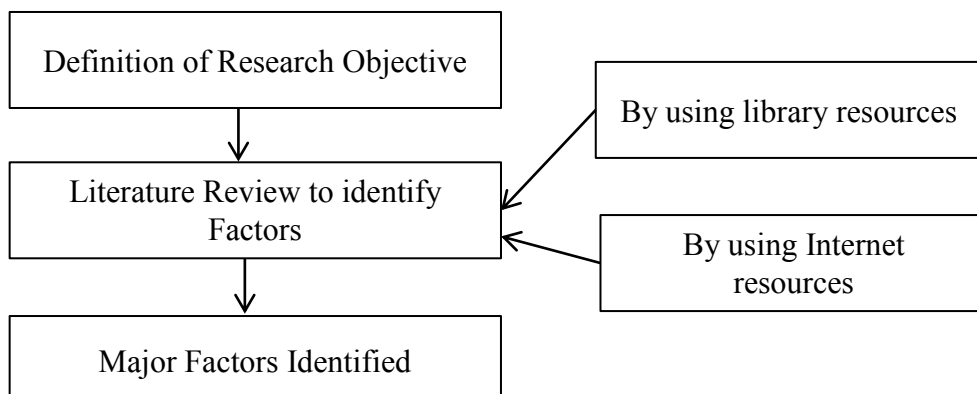 Definition of Research Objective
By using library resources
Literature Review to identify
Factors
By using Internet
resources
Major Factors Identified